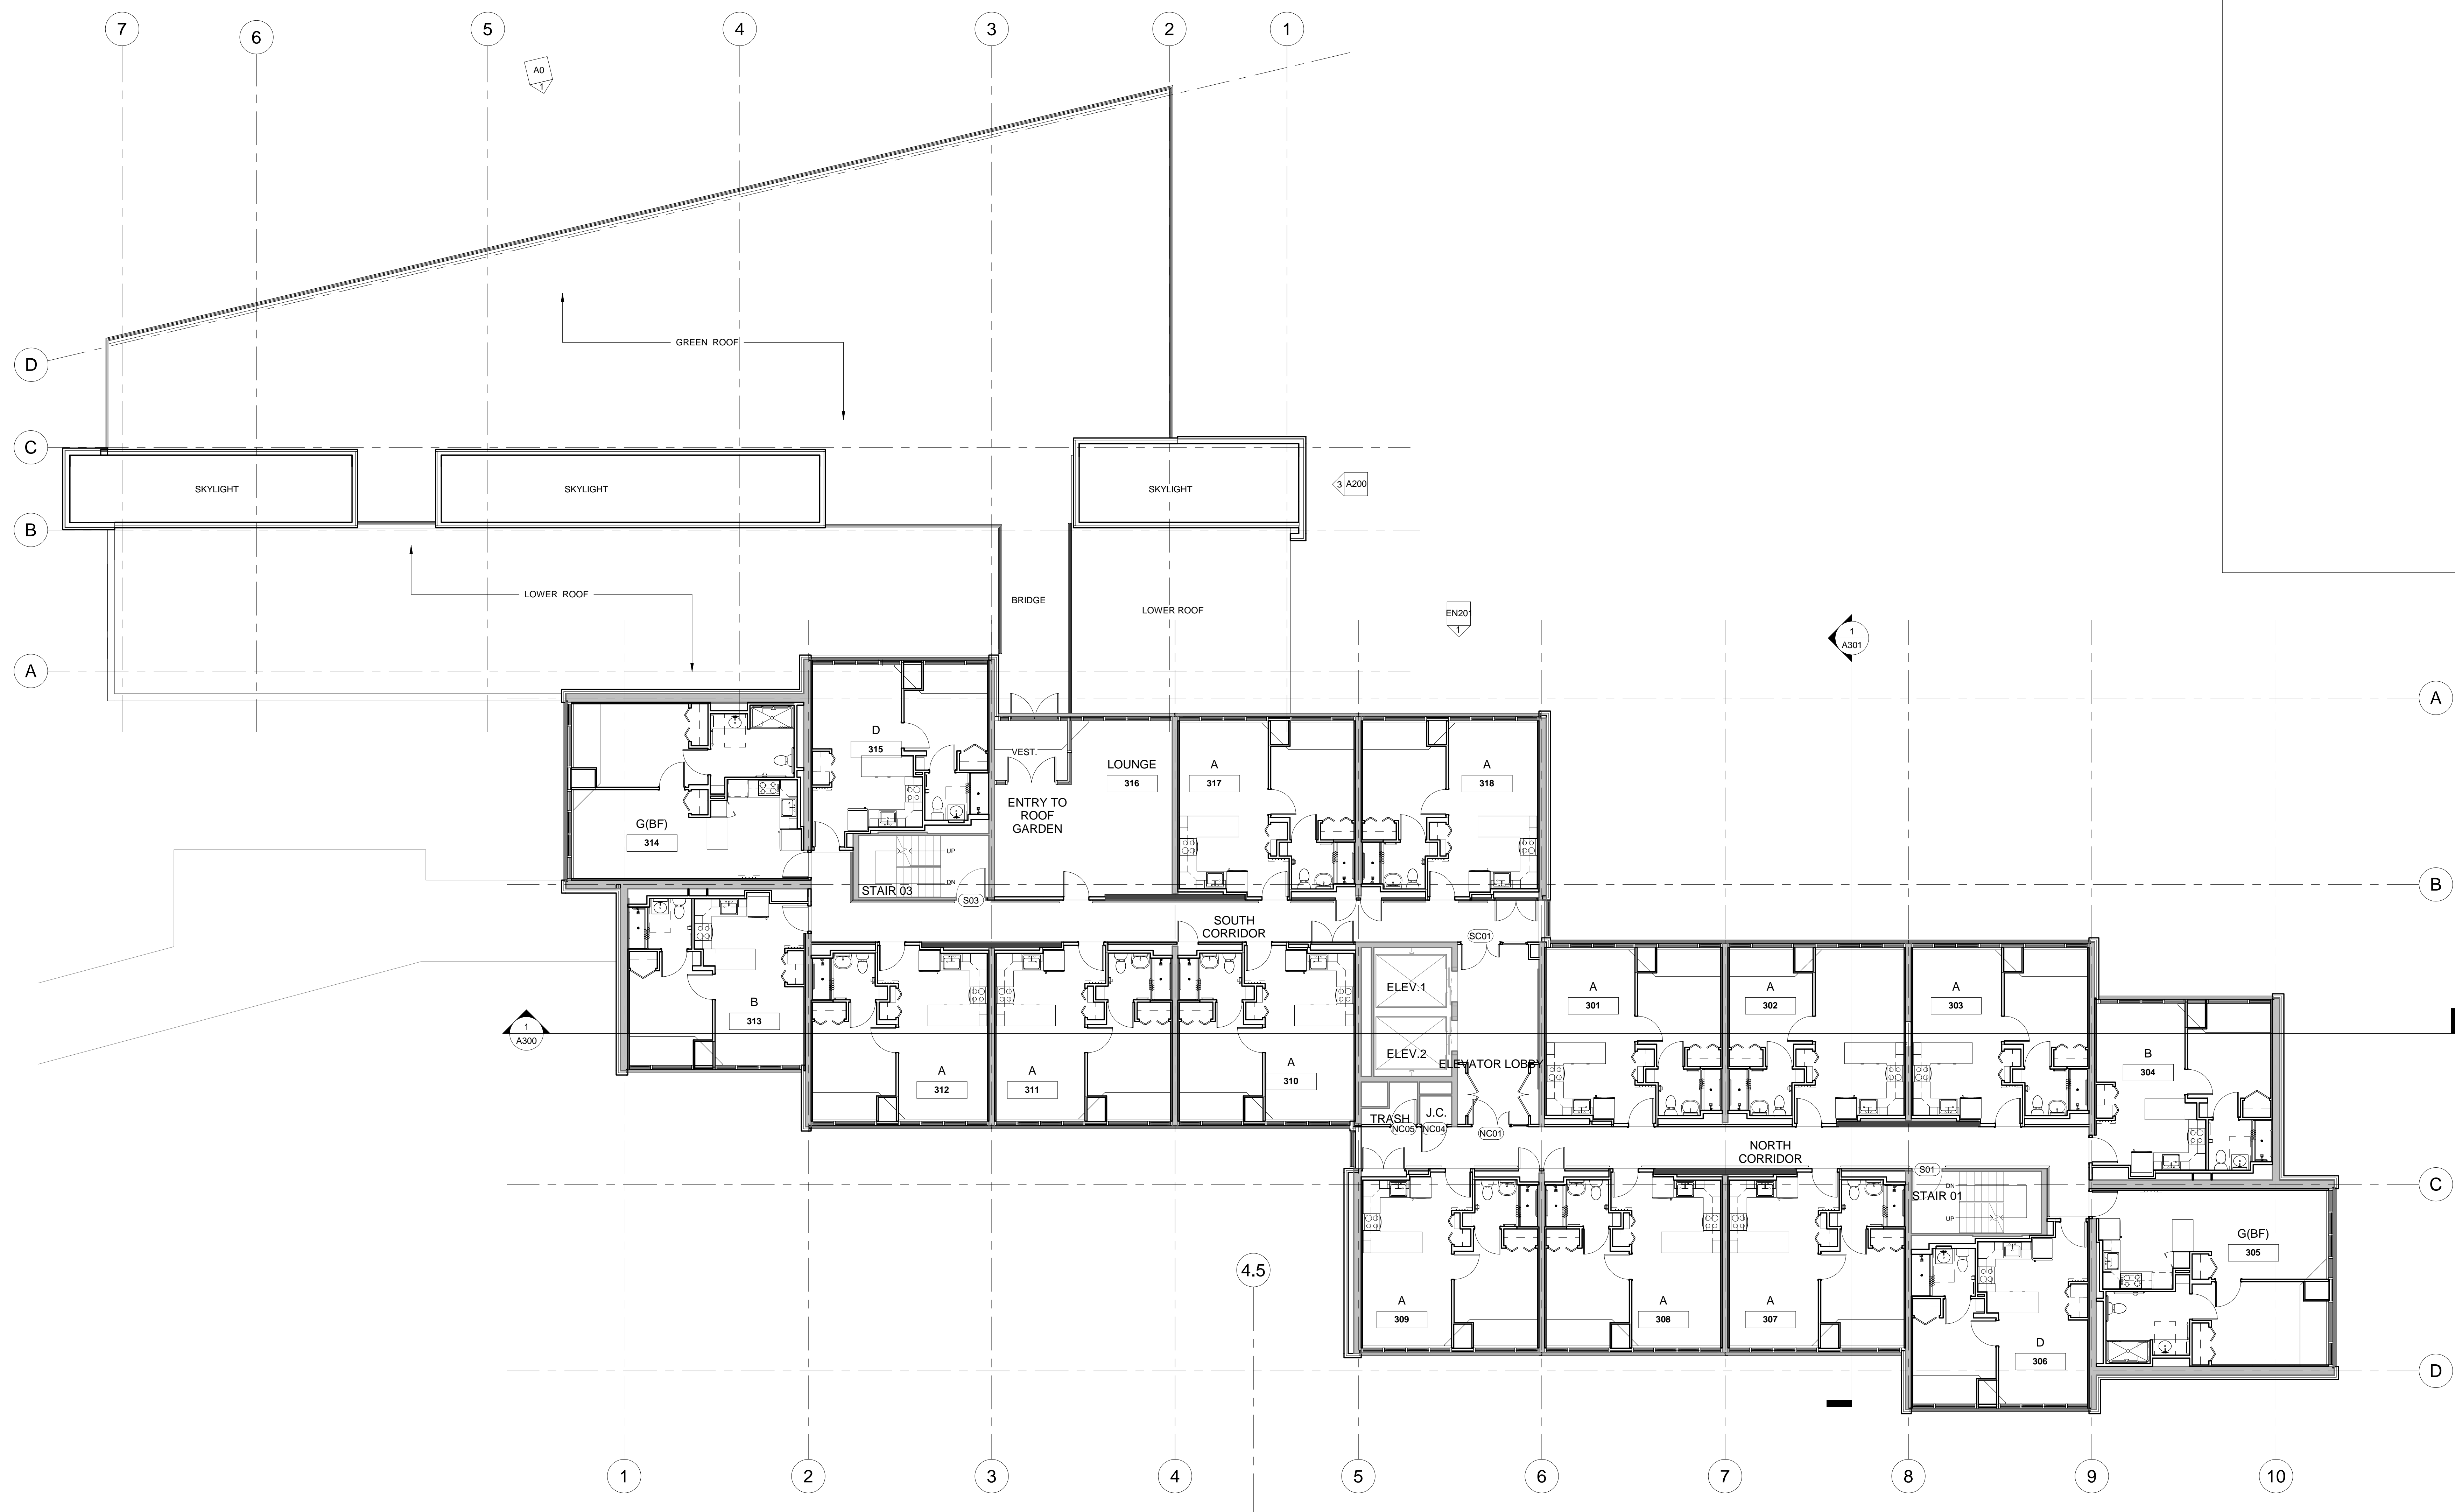 7
6
5
4
3
2
1
A0
1
GREEN ROOF
D
C
SKYLIGHT
SKYLIGHT
SKYLIGHT
3
A200
B
LOWER ROOF
BRIDGE
LOWER ROOF
EN201
1
1
A301
A
A
D
315
VEST.
LOUNGE
316
A
317
A
318
ENTRY TO
ROOF
GARDEN
G(BF)
314
UP
DN
STAIR 03
S03
B
SOUTH
CORRIDOR
SC01
ELEV.1
A
301
A
302
A
303
B
313
1
A300
ELEV.2
ELEVATOR LOBBY
B
304
A
312
A
311
A
310
TRASH
J.C.
NC05
NC04
NC01
NORTH
CORRIDOR
S01
DN
STAIR 01
UP
C
G(BF)
305
4.5
A
309
A
308
A
307
D
306
D
1
2
3
4
5
6
7
8
9
10